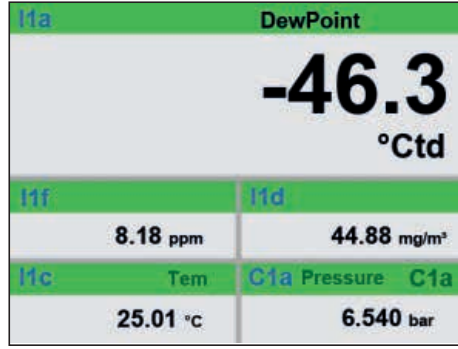 I1a DewPoint
-46.3
°Ctd
I1f I1d
8.18 ppm 44.88 mg/m³
I1c Tem C1a Pressure C1a
25.01 °C 6.540 bar